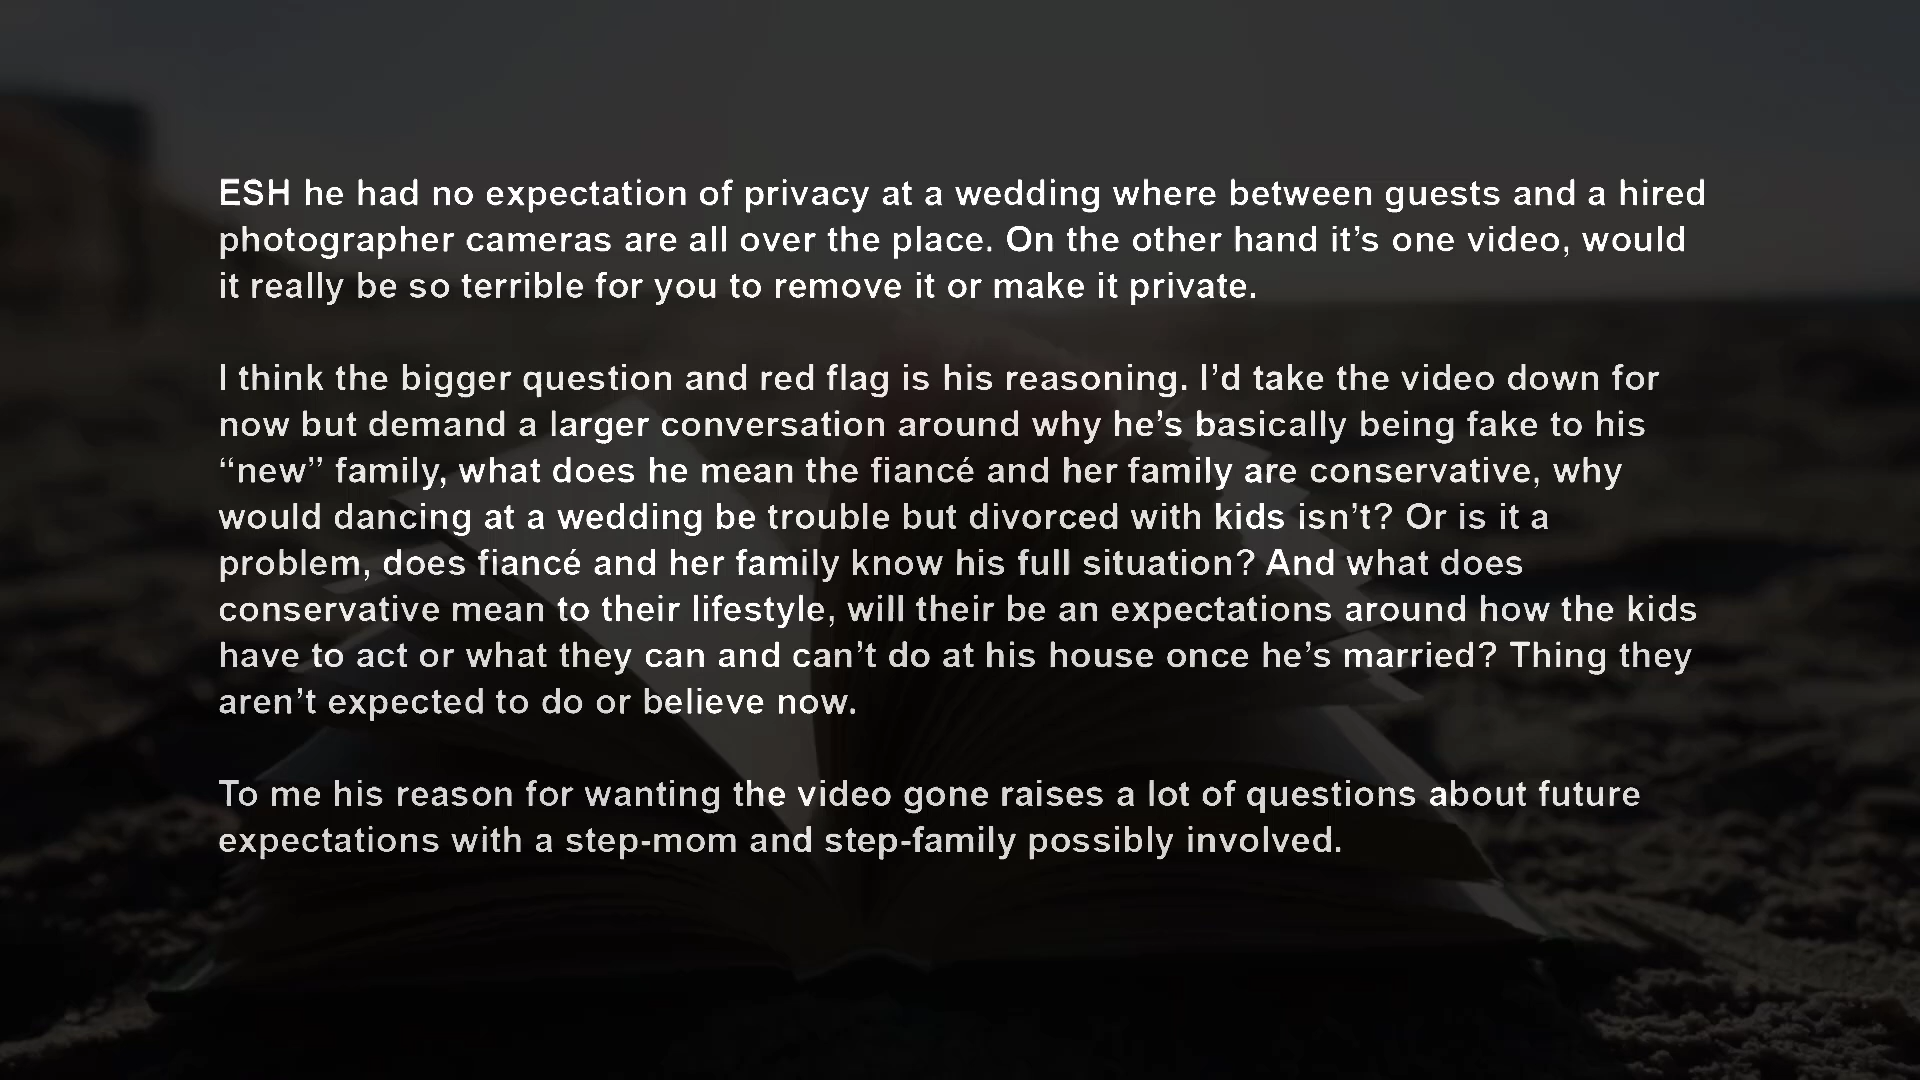 ESH he had no expectation of privacy at a wedding where between guests and a hired
photographer cameras are all over the place. On the other hand it’s one video, would
it really be so terrible for you to remove it or make it private.
I think the bigger question and red flag is his reasoning. I’d take the video down for
now but demand a larger conversation around why he’s basically being fake to his
“new” family, what does he mean the fiancé and her family are conservative, why
would dancing at a wedding be trouble but divorced with kids isn’t? Or is it a
problem, does fiancé and her family know his full situation? And what does
conservative mean to their lifestyle, will their be an expectations around how the kids
have to act or what they can and can’t do at his house once he’s married? Thing they
aren’t expected to do or believe now.
To me his reason for wanting the video gone raises a lot of questions about future
expectations with a step-mom and step-family possibly involved.